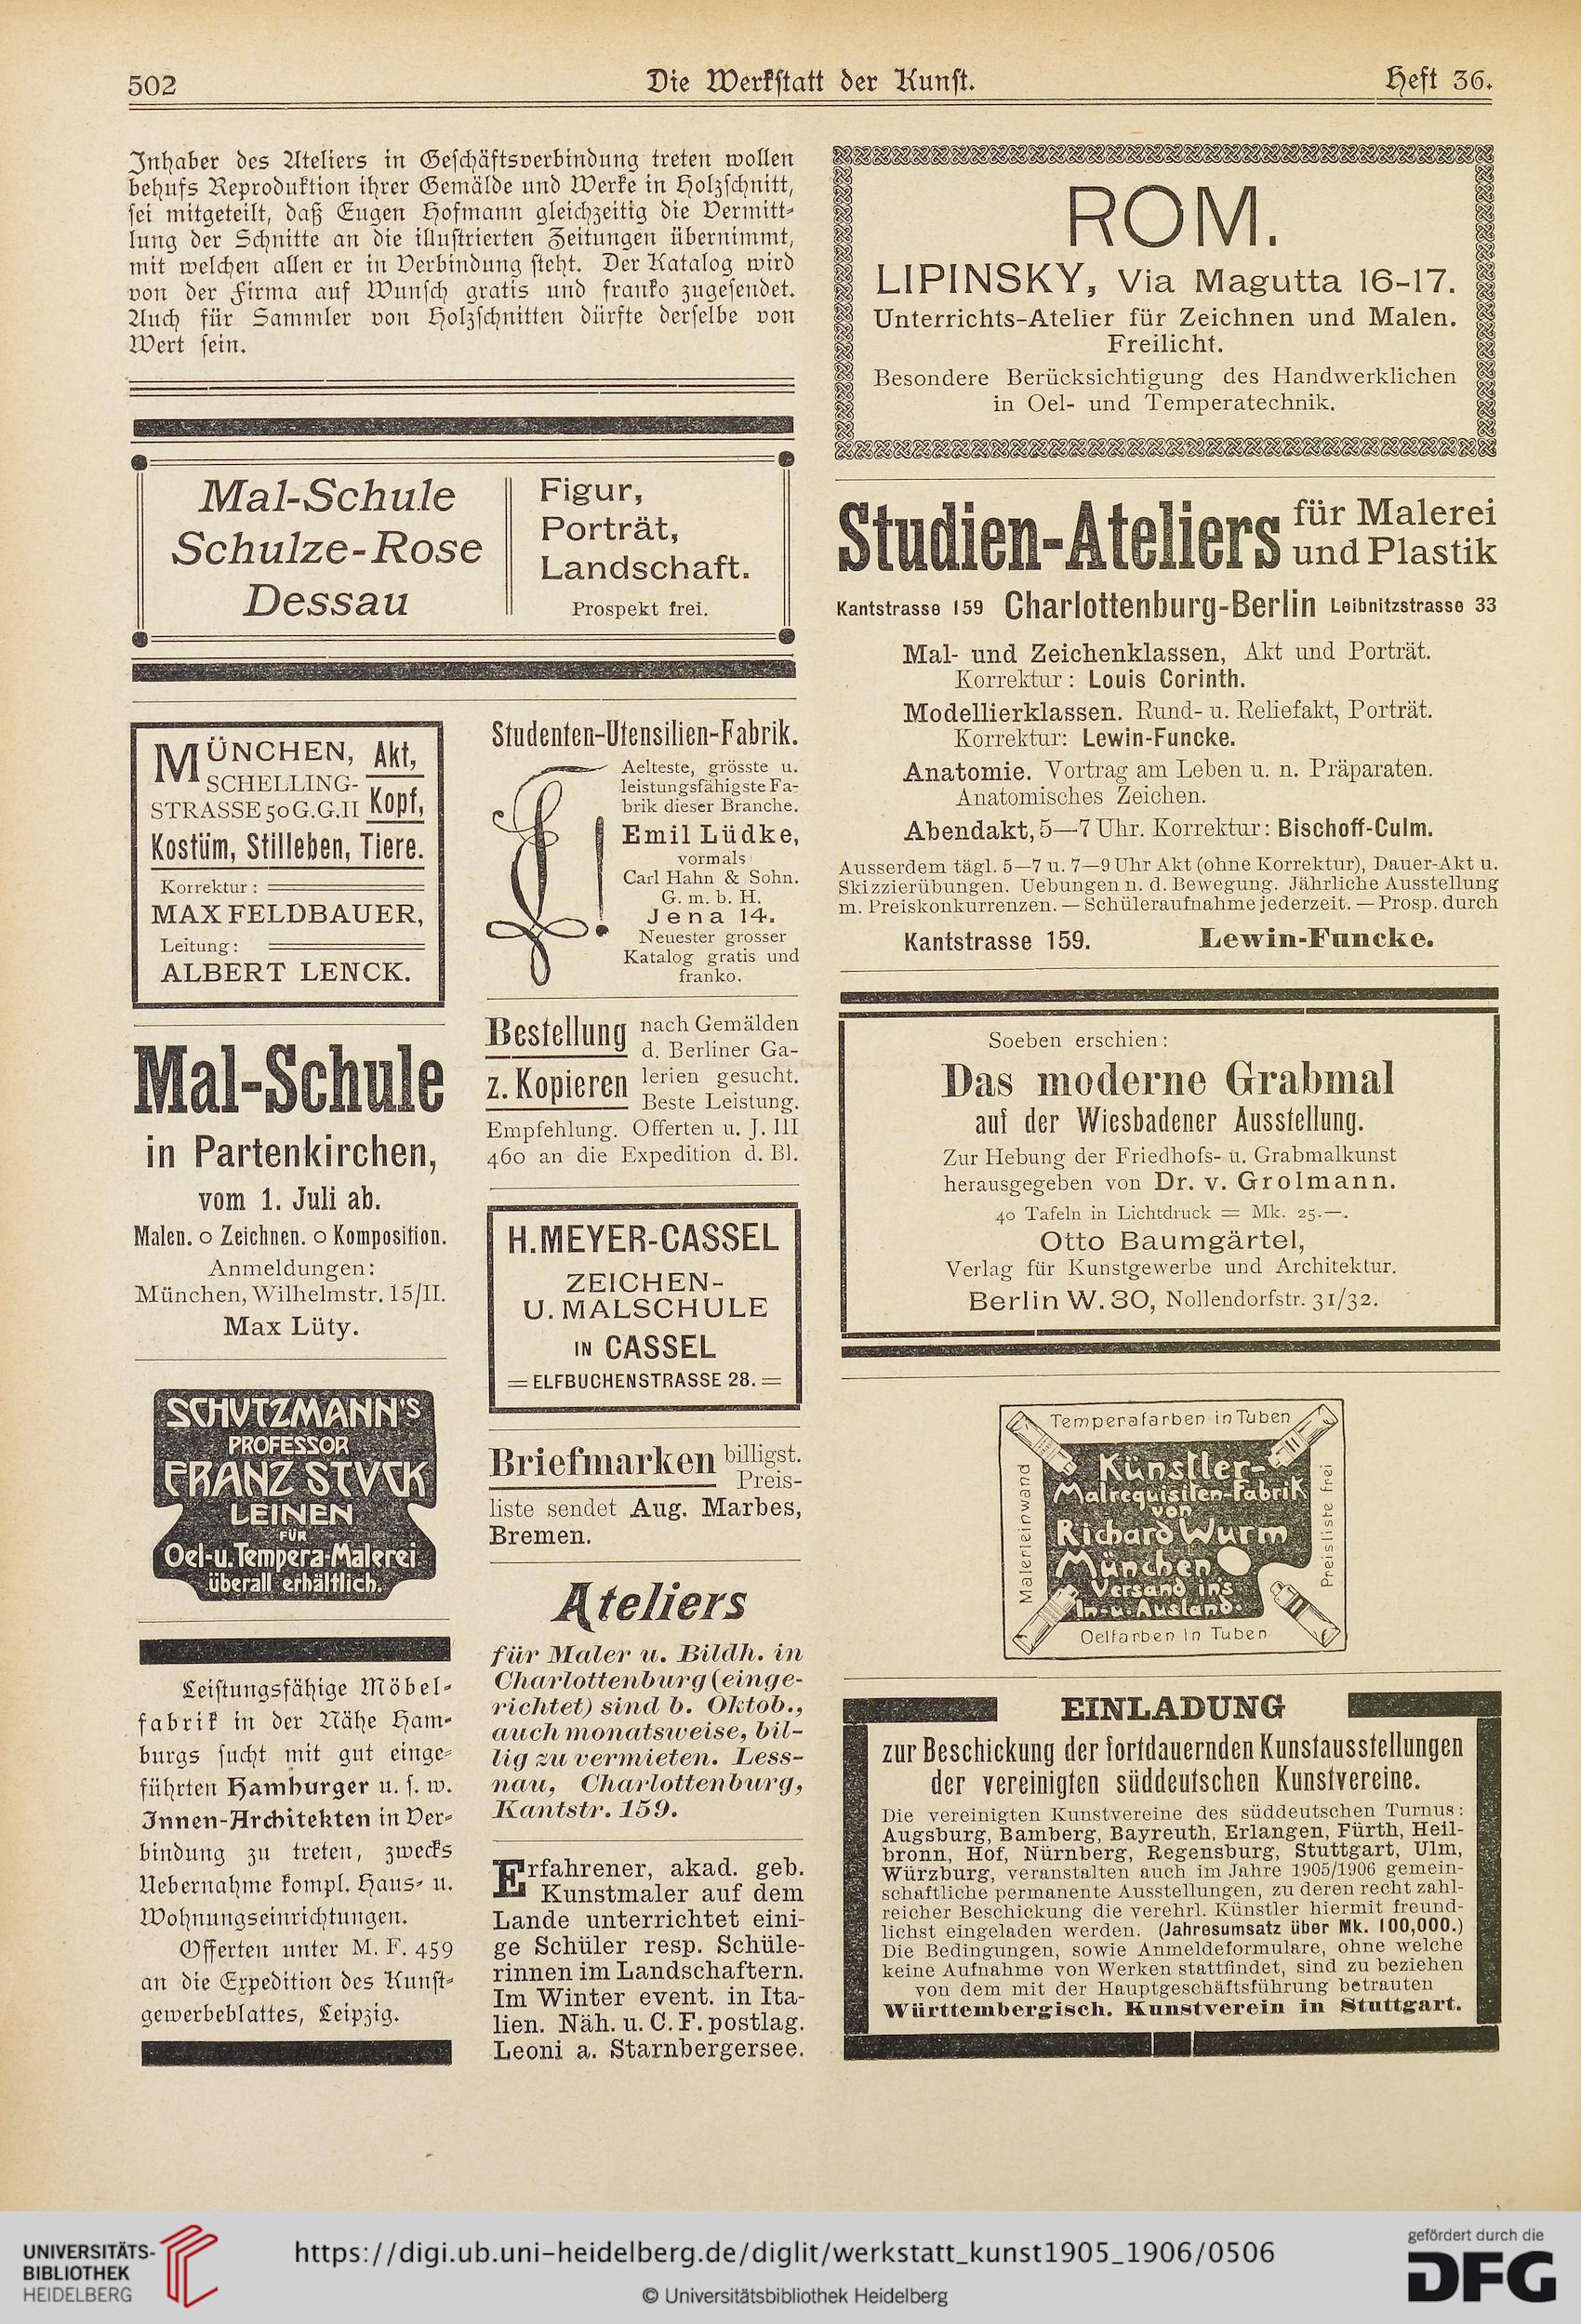 502
Die Werkstatt der Kunst.
Heft 36.
Inhaber des Ateliers in Geschäftsverbindung treten wollen
behufs Reproduktion ihrer Gemälde und Werke in Holzschnitt,
sei mitgeteilt, daß Eugen Hofmann gleichzeitig die Vermitt-
lung der Schnitte an die illustrierten Zeitungen übernimmt,
mit welchen allen er in Verbindung steht. Der Katalog wird
von der Firma auf Wunsch gratis und franko zugesendet.
Auch für Sammler von Holzschnitten dürfte derselbe von
Wert sein.
Mal-Schule
Schulze-Rose
Dessau
Figur,
Porträt,
Landschaft.
Prospekt frei.
MÜNCHEN, Akt,
SCHELLING-
STRASSE 50 G.G.II Kopf,
Kostüm, Stilleben, Tiere.
Korrektur:
MAX FELDBAUER,
Leitung:
ALBERT LENCK.
Mal-Schule
in Partenkirchen,
vom 1. Juli ab.
Malen. o Zeichnen. o Komposition.
Anmeldungen:
München, Wilhelmstr. 15/II.
Max Lüty.
SCHUTZMANN'S
PROFESSOR
FRANZ STVCK
LEINEN
FÜR
Oel-u. Tempera-Malerei
überall erhältlich.
Leistungsfähige Möbel-
fabrik in der Nähe Ham-
burgs sucht mit gut einge-
führten Hamburger u. s. w.
Innen-Architekten in Ver-
bindung zu treten, zwecks
Uebernahme kompl. Haus- u.
Wohnungseinrichtungen.
Offerten unter M. F. 459
an die Expedition des Kunst-
gewerbeblattes, Leipzig.
Studenten-Utensilien-Fabrik.
Aelteste, grösste u.
leistungsfähigste Fa-
brik dieser Branche.
Emil Lüdke,
vormals
Carl Hahn & Sohn.
G. m. b. H.
Jena 14.
Neuester grosser
Katalog gratis und
franko.
Bestellung nach Gemälden
d. Berliner Ga-
z. Kopieren lerien gesucht.
Beste Leistung.
Empfehlung. Offerten u. J. III
460 an die Expedition d. Bl.
H. MEYER-CASSEL
ZEICHEN-
U. MALSCHULE
IN CASSEL
= ELFBUCHENSTRASSE 28. =
Briefmarken billigst.
Preis-
liste sendet Aug. Marbes,
Bremen.
Ateliers
für Maler u. Bildh. in
Charlottenburg (einge-
richtet) sind b. Oktob.,
auch monatsweise, bil-
lig zu vermieten. Less-
nau, Charlottenburg,
Kantstr. 159.
Erfahrener, akad. geb.
Kunstmaler auf dem
Lande unterrichtet eini-
ge Schüler resp. Schüle-
rinnen im Landschaftern.
Im Winter event. in Ita-
lien. Näh. u. C. F. postlag.
Leoni a. Starnbergersee.
ROM.
LIPINSKY, Via Magutta 16-17.
Unterrichts-Atelier für Zeichnen und Malen.
Freilicht.
Besondere Berücksichtigung des Handwerklichen
in Oel- und Temperatechnik.
Studien-Ateliers für Malerei
und Plastik
Kantstrasse 159 Charlottenburg-Berlin Leibnitzstrasse 33
Mal- und Zeichenklassen, Akt und Porträt.
Korrektur: Louis Corinth.
Modellierklassen. Rund- u. Reliefakt, Porträt.
Korrektur: Lewin-Funcke.
Anatomie. Vortrag am Leben u. n. Präparaten.
Anatomisches Zeichen.
Abendakt, 5—7 Uhr. Korrektur: Bischoff-Culm.
Ausserdem tägl. 5—7 u. 7—9 Uhr Akt (ohne Korrektur), Dauer-Akt u.
Skizzierübungen. Uebungen n. d. Bewegung. Jährliche Ausstellung
m. Preiskonkurrenzen. — Schüleraufnahme jederzeit. — Prosp. durch
Kantstrasse 159. Lewin-Funcke.
Soeben erschien:
Das moderne Grabmal
auf der Wiesbadener Ausstellung.
Zur Hebung der Friedhofs- u. Grabmalkunst
herausgegeben von Dr. v. Grolmann.
40 Tafeln in Lichtdruck = Mk. 25.—.
Otto Baumgärtel,
Verlag für Kunstgewerbe und Architektur.
Berlin W. 30, Nollendorfstr. 31/32.
Temperafarben in Tuben
Malerleinwand
Künstler-
Malrequisiten-Fabrik
von
Richard Wurm
München
Versand in's
In-u. Ausland.
Preisliste frei
Oelfarben in Tuben
EINLADUNG
zur Beschickung der fortdauernden Kunstausstellungen
der vereinigten süddeutschen Kunstvereine.
Die vereinigten Kunstvereine des süddeutschen Turnus:
Augsburg, Bamberg, Bayreuth, Erlangen, Fürth, Heil-
bronn, Hof, Nürnberg, Regensburg, Stuttgart, Ulm,
Würzburg, veranstalten auch im Jahre 1905/1906 gemein-
schaftliche permanente Ausstellungen, zu deren recht zahl-
reicher Beschickung die verehrl. Künstler hiermit freund-
lichst eingeladen werden. (Jahresumsatz über Mk. 100,000.)
Die Bedingungen, sowie Anmeldeformulare, ohne welche
keine Aufnahme von Werken stattfindet, sind zu beziehen
von dem mit der Hauptgeschäftsführung betrauten
Württembergisch. Kunstverein in Stuttgart.
UNIVERSITÄTS-
BIBLIOTHEK
HEIDELBERG
https://digi.ub.uni-heidelberg.de/diglit/werkstatt_kunst1905_1906/0506
© Universitätsbibliothek Heidelberg
gefördert durch die
DFG